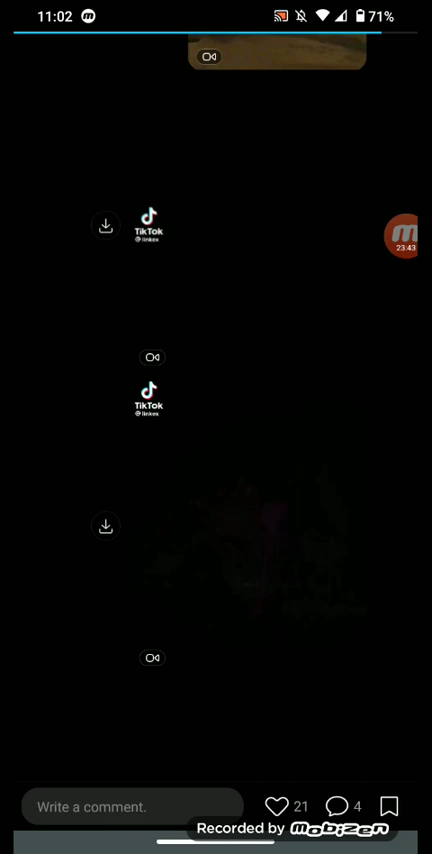 11:02
71%
TikTok
@linkex
23:43
TikTok
@linkex
Write a comment.
21
4
Recorded by mobizen